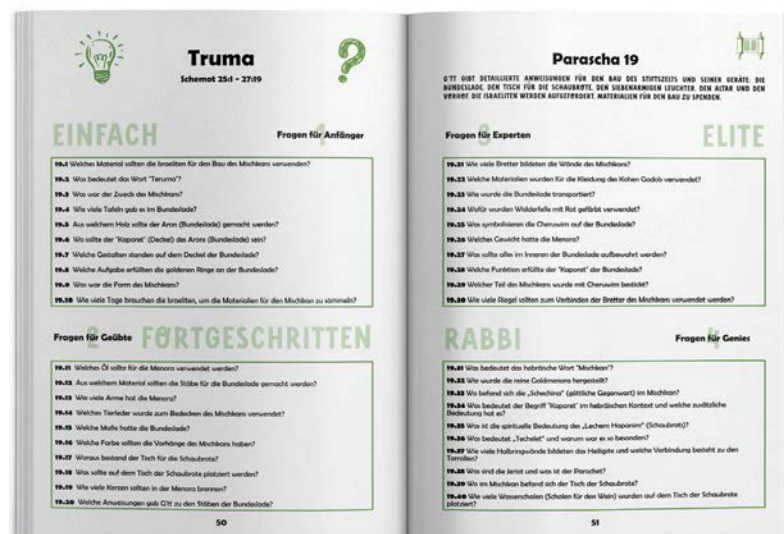 Truma
Schemot 25:1 - 27:19
EINFACH
1
Fragen für Anfänger
19.1 Welches Material sollten die Israeliten für den Bau des Mischkans verwenden?
19.2 Was bedeutet das Wort "Teruma"?
19.3 Was war der Zweck des Mischkans?
19.4 Wie viele Tafeln gab es im Bundeslade?
19.5 Aus welchem Holz sollte der Aron (Bundeslade) gemacht werden?
19.6 Wo sollte der "Kaporet" (Deckel) des Arons (Bundeslade) sein?
19.7 Welche Gestalten standen auf dem Deckel der Bundeslade?
19.8 Welche Aufgabe erfüllten die goldenen Ringe an der Bundeslade?
19.9 Was war die Form des Mischkans?
19.10 Wie viele Tage brauchten die Israeliten, um die Materialien für den Mischkan zu sammeln?
Fragen für Geübte
2
FORTGESCHRITTEN
19.11 Welches Öl sollte für die Menora verwendet werden?
19.12 Aus welchem Material sollten die Stäbe für die Bundeslade gemacht werden?
19.13 Wie viele Arme hat die Menora?
19.14 Welches Tierleder wurde zum Bedecken des Mischkans verwendet?
19.15 Welche Maße hatte die Bundeslade?
19.16 Welche Farbe sollten die Vorhänge des Mischkans haben?
19.17 Woraus bestand der Tisch für die Schaubrote?
19.18 Was sollte auf dem Tisch der Schaubrote platziert werden?
19.19 Wie viele Kerzen sollten in der Menora brennen?
19.20 Welche Anweisungen gab G'tt zu den Stäben der Bundeslade?
50
Parascha 19
G'TT GIBT DETAILLIERTE ANWEISUNGEN FÜR DEN BAU DES STIFTSZELTS UND SEINER GERÄTE: DIE
BUNDESLADE, DEN TISCH FÜR DIE SCHAUBROTE, DEN SIEBENARMIGEN LEUCHTER, DEN ALTAR UND DEN
VORHOF. DIE ISRAELITEN WERDEN AUFGEFORDERT, MATERIALIEN FÜR DEN BAU ZU SPENDEN.
Fragen für Experten
3
ELITE
19.21 Wie viele Bretter bildeten die Wände des Mischkans?
19.22 Welche Materialien wurden für die Kleidung des Kohen Gadols verwendet?
19.23 Wie wurde die Bundeslade transportiert?
19.24 Wofür wurden Widderfelle mit Rot gefärbt verwendet?
19.25 Was symbolisieren die Cheruwim auf der Bundeslade?
19.26 Welches Gewicht hatte die Menora?
19.27 Was sollte alles im Inneren der Bundeslade aufbewahrt werden?
19.28 Welche Funktion erfüllte der "Kaporet" der Bundeslade?
19.29 Welcher Teil des Mischkans wurde mit Cheruwim bestickt?
19.30 Wie viele Riegel sollten zum Verbinden der Bretter des Mischkans verwendet werden?
RABBI
4
Fragen für Genies
19.31 Was bedeutet das hebräische Wort "Mischkan"?
19.32 Wie wurde die reine Goldmenora hergestellt?
19.33 Wo befand sich die „Schechina“ (göttliche Gegenwart) im Mischkan?
19.34 Was bedeutet der Begriff "Kaporet" im hebräischen Kontext und welche zusätzliche
Bedeutung hat es?
19.35 Was ist die spirituelle Bedeutung des „Lechem Hapanim“ (Schaubrots)?
19.36 Was bedeutet „Techelet“ und warum war es so besonders?
19.37 Wie viele Halbringwände bildeten das Heiligste und welche Verbindung besteht zu den
19.38 Was sind die Jeriot und was ist der Parochet?
19.39 Wo im Mischkan befand sich der Tisch der Schaubrote?
19.40 Wie viele Wasserschalen (Schalen für den Wein) wurden auf dem Tisch der Schaubrote
platziert?
51